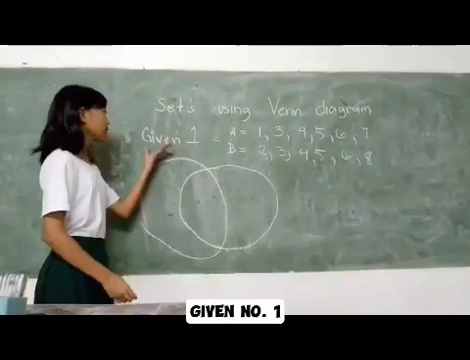 Set's using Venn diagram
Given 1 = A = 1, 3, 4, 5, 6, 7
B = 2, 3, 4, 5, 6, 8
GIVEN NO. 1